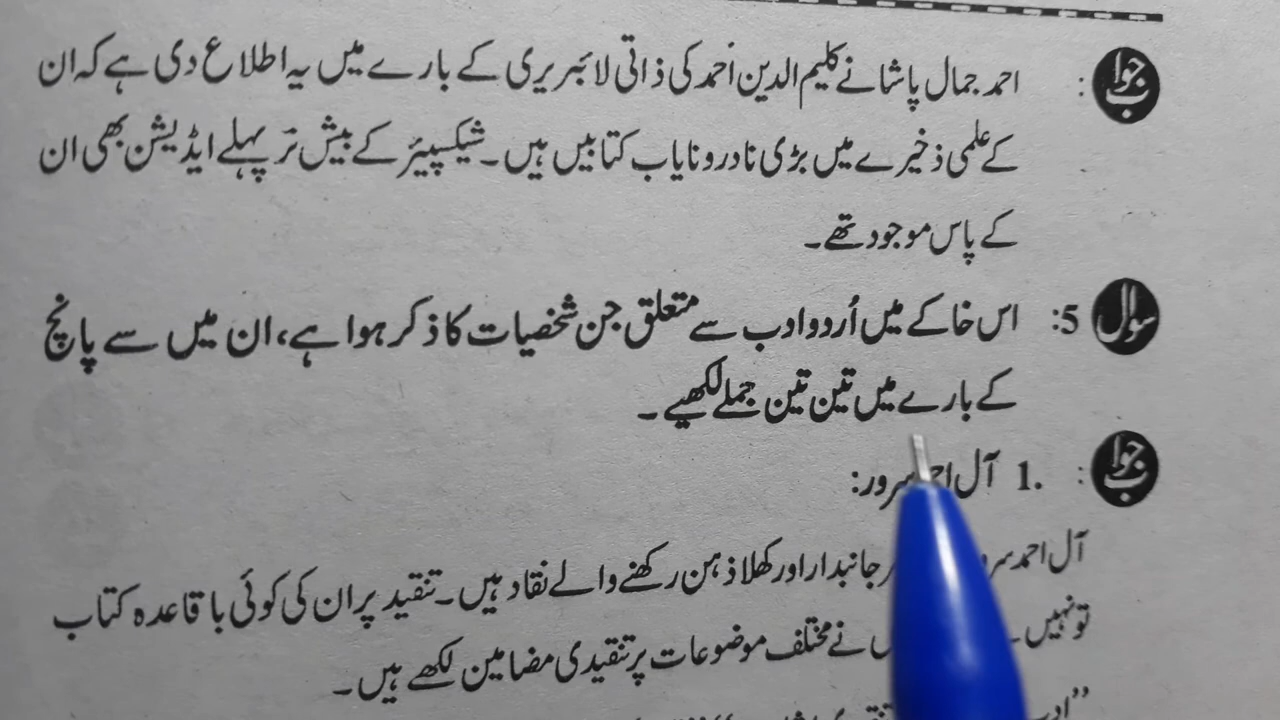 جواب : احمد جمال پاشا نے کلیم الدین احمد کی ذاتی لائبریری کے بارے میں یہ اطلاع دی ہے کہ ان
کے علمی ذخیرے میں بڑی نادر و نایاب کتابیں ہیں۔ شیکسپیئر کے بیش تر پہلے ایڈیشن بھی ان
کے پاس موجود تھے۔
سوال 5: اس خاکے میں اُردو ادب سے متعلق جن شخصیات کا ذکر ہوا ہے، ان میں سے پانچ
کے بارے میں تین تین جملے لکھیے۔
جواب : 1. آل احمد سرور:
آل احمد سرور جانبدار اور کھلا ذہن رکھنے والے نقاد ہیں۔ تنقید پر ان کی کوئی باقاعدہ کتاب
تو نہیں۔ نے مختلف موضوعات پر تنقیدی مضامین لکھے ہیں۔